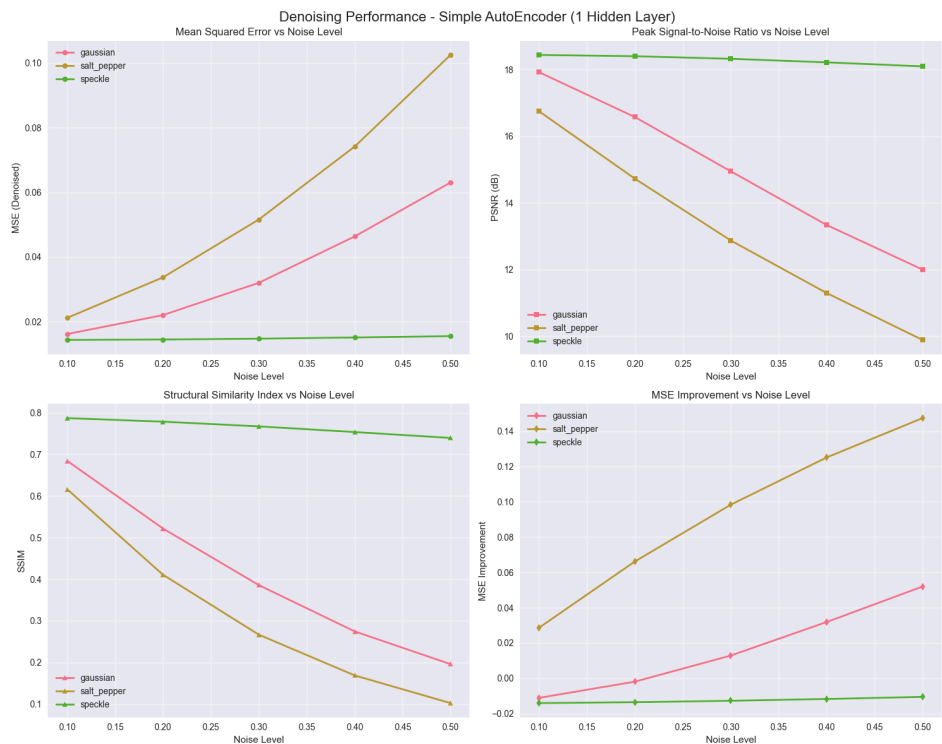 Denoising Performance - Simple AutoEncoder (1 Hidden Layer)
Mean Squared Error vs Noise Level
gaussian
salt_pepper
speckle
0.10
0.08
0.06
0.04
0.02
MSE (Denoised)
0.10 0.15 0.20 0.25 0.30 0.35 0.40 0.45 0.50
Noise Level
Peak Signal-to-Noise Ratio vs Noise Level
18
16
14
12
10
PSNR (dB)
gaussian
salt_pepper
speckle
0.10 0.15 0.20 0.25 0.30 0.35 0.40 0.45 0.50
Noise Level
Structural Similarity Index vs Noise Level
0.8
0.7
0.6
0.5
0.4
0.3
0.2
0.1
SSIM
gaussian
salt_pepper
speckle
0.10 0.15 0.20 0.25 0.30 0.35 0.40 0.45 0.50
Noise Level
MSE Improvement vs Noise Level
gaussian
salt_pepper
speckle
0.14
0.12
0.10
0.08
0.06
0.04
0.02
0.00
−0.02
MSE Improvement
0.10 0.15 0.20 0.25 0.30 0.35 0.40 0.45 0.50
Noise Level